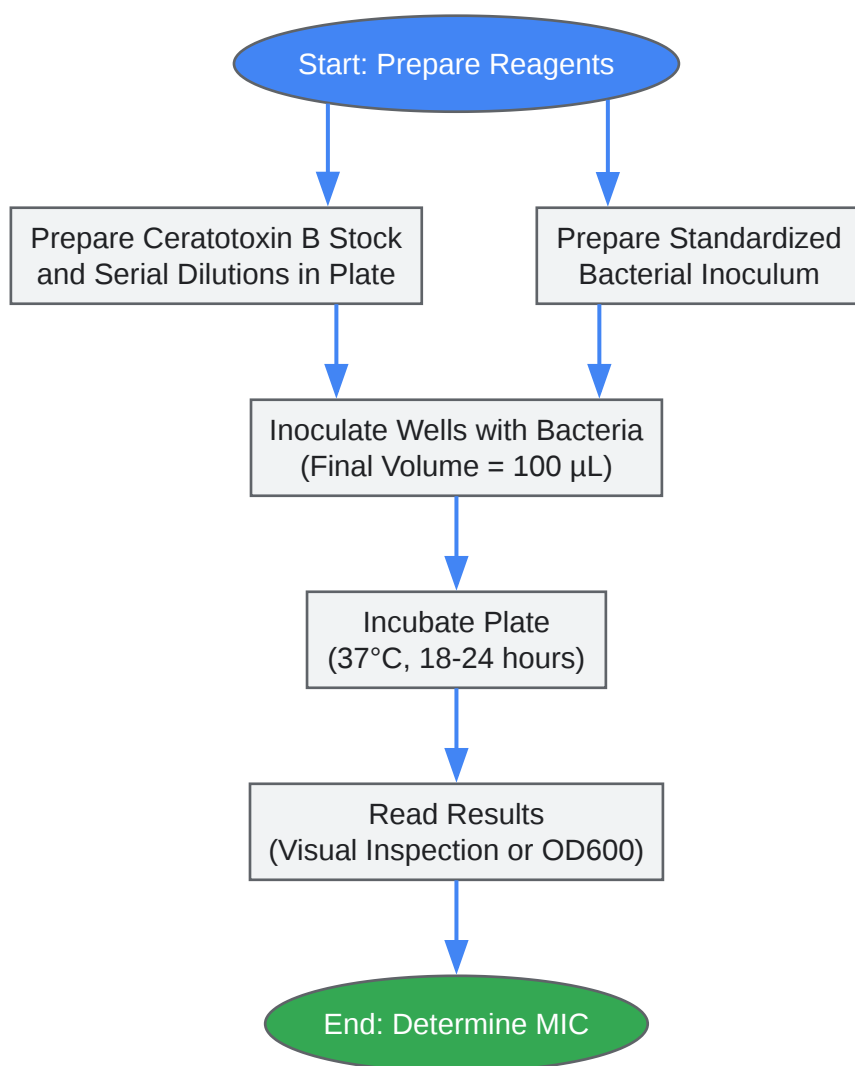 Start: Prepare Reagents
Prepare Ceratotoxin B Stock
and Serial Dilutions in Plate
Prepare Standardized
Bacterial Inoculum
Inoculate Wells with Bacteria
(Final Volume = 100 µL)
Incubate Plate
(37°C, 18-24 hours)
Read Results
(Visual Inspection or OD600)
End: Determine MIC